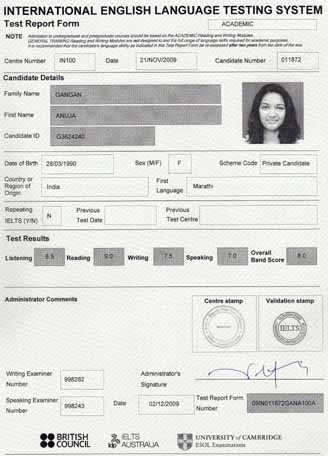 INTERNATIONAL ENGLISH LANGUAGE TESTING SYSTEM
Test Report Form
ACADEMIC
NOTE Admission to undergraduate and postgraduate courses should be based on the ACADEMIC Reading and Writing Modules.
GENERAL TRAINING Reading and Writing Modules are not designed to test the full range of language skills required for academic purposes.
It is recommended that the candidate's language ability as indicated in this Test Report Form be re-assessed after two years from the date of the test.
Centre Number IN100 Date 21/NOV/2009 Candidate Number 011872
Candidate Details
Family Name GANGAN
First Name ANUJA
Candidate ID G3624240
Date of Birth 28/03/1990 Sex (M/F) F Scheme Code Private Candidate
Country or Region of Origin India First Language Marathi
Repeating IELTS (Y/N) N Previous Test Date Previous Test Centre
Test Results
Listening 8.5 Reading 9.0 Writing 7.5 Speaking 7.0 Overall Band Score 8.0
Administrator Comments Centre stamp Validation stamp
IELTS
Writing Examiner Number 998282 Administrator's Signature
Speaking Examiner Number 998243 Date 02/12/2009 Test Report Form Number 09IN011872GANA100A
BRITISH COUNCIL
idp IELTS AUSTRALIA
UNIVERSITY of CAMBRIDGE
ESOL Examinations